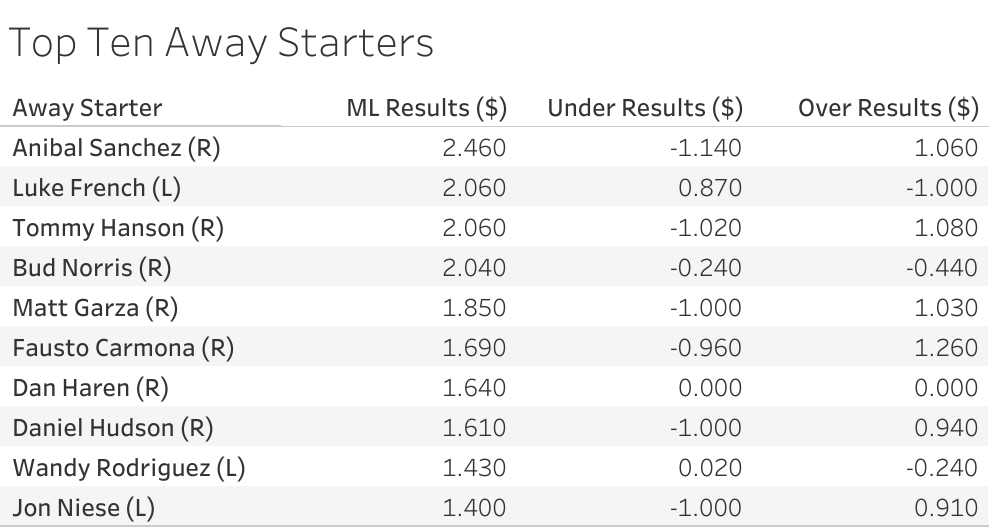 Top Ten Away Starters
Away Starter ML Results ($) Under Results ($) Over Results ($)
Anibal Sanchez (R) 2.460 -1.140 1.060
Luke French (L) 2.060 0.870 -1.000
Tommy Hanson (R) 2.060 -1.020 1.080
Bud Norris (R) 2.040 -0.240 -0.440
Matt Garza (R) 1.850 -1.000 1.030
Fausto Carmona (R) 1.690 -0.960 1.260
Dan Haren (R) 1.640 0.000 0.000
Daniel Hudson (R) 1.610 -1.000 0.940
Wandy Rodriguez (L) 1.430 0.020 -0.240
Jon Niese (L) 1.400 -1.000 0.910